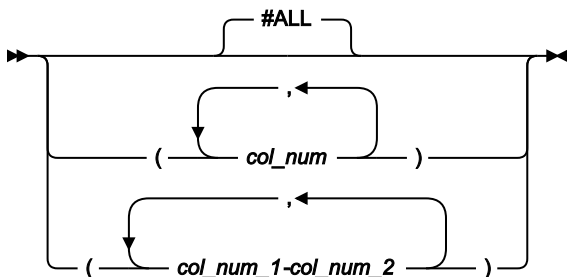 #ALL
,
( col_num )
,
( col_num_1-col_num_2 )